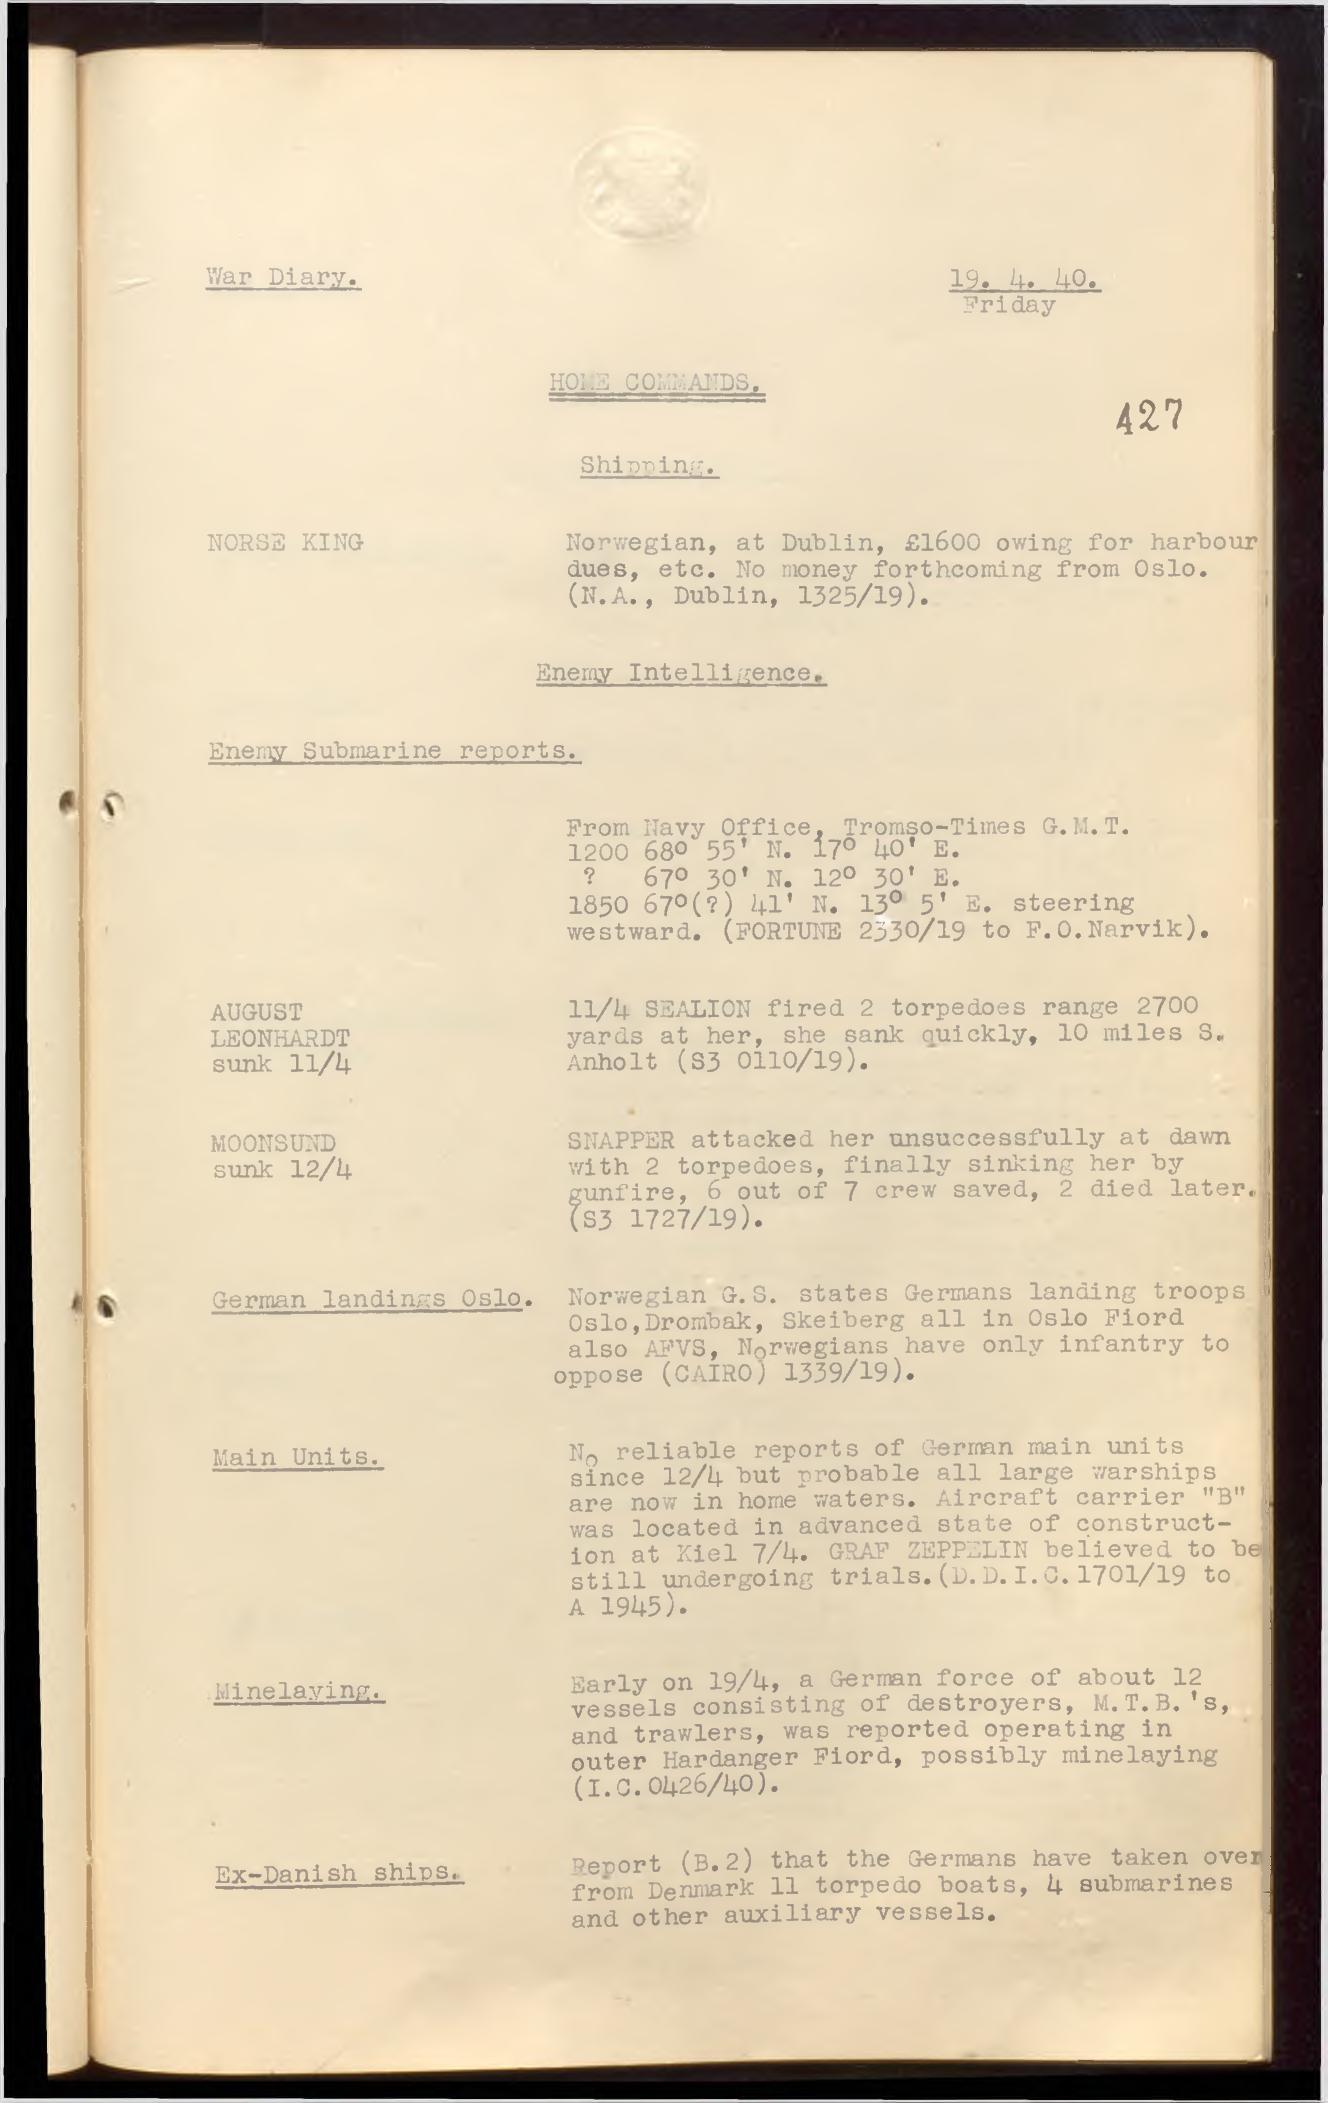 War Diary.
19. 4. 40.
Friday
HOME COMMANDS.
427
Shipping.
NORSE KING
Norwegian, at Dublin, £1600 owing for harbour
dues, etc. No money forthcoming from Oslo.
(N.A., Dublin, 1325/19).
Enemy Intelligence.
Enemy Submarine reports.
From Navy Office, Tromso-Times G.M.T.
1200 68° 55' N. 17° 40' E.
? 67° 30' N. 12° 30' E.
1850 67°(?) 41' N. 13° 5' E. steering
westward. (FORTUNE 2330/19 to F.O.Narvik).
AUGUST
LEONHARDT
sunk 11/4
11/4 SEALION fired 2 torpedoes range 2700
yards at her, she sank quickly, 10 miles S.
Anholt (S3 0110/19).
MOONSUND
sunk 12/4
SNAPPER attacked her unsuccessfully at dawn
with 2 torpedoes, finally sinking her by
gunfire, 6 out of 7 crew saved, 2 died later.
(S3 1727/19).
German landings Oslo.
Norwegian G.S. states Germans landing troops
Oslo,Drombak, Skeiberg all in Oslo Fiord
also AFVS, Norwegians have only infantry to
oppose (CAIRO) 1339/19).
Main Units.
No reliable reports of German main units
since 12/4 but probable all large warships
are now in home waters. Aircraft carrier "B"
was located in advanced state of construct-
ion at Kiel 7/4. GRAF ZEPPELIN believed to be
still undergoing trials.(D.D.I.C.1701/19 to
A 1945).
Minelaying.
Early on 19/4, a German force of about 12
vessels consisting of destroyers, M.T.B.'s,
and trawlers, was reported operating in
outer Hardanger Fiord, possibly minelaying
(I.C.0426/40).
Ex-Danish ships.
Report (B.2) that the Germans have taken over
from Denmark 11 torpedo boats, 4 submarines
and other auxiliary vessels.